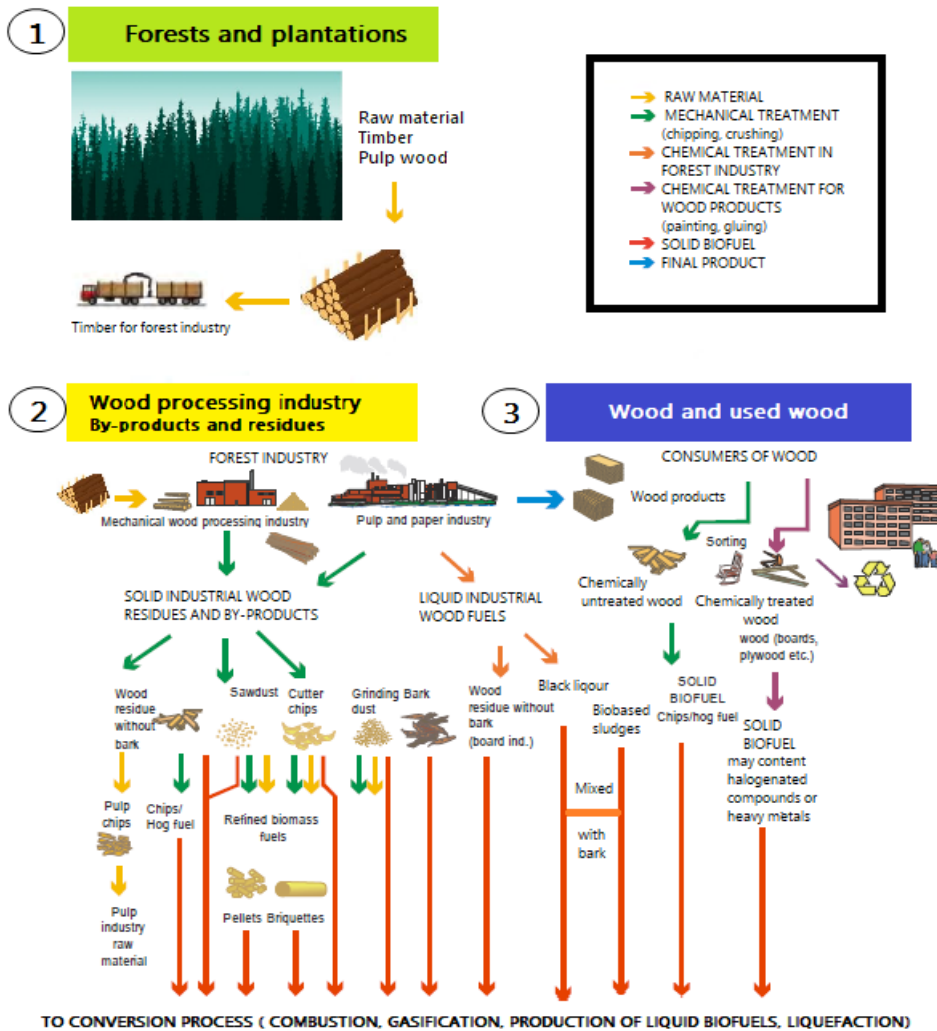 1
Forests and plantations
Raw material
Timber
Pulp wood
Timber for forest industry
RAW MATERIAL
MECHANICAL TREATMENT
(chipping, crushing)
CHEMICAL TREATMENT IN
FOREST INDUSTRY
CHEMICAL TREATMENT FOR
WOOD PRODUCTS
(painting, gluing)
SOLID BIOFUEL
FINAL PRODUCT
2
Wood processing industry
By-products and residues
FOREST INDUSTRY
Mechanical wood processing industry
Pulp and paper industry
SOLID INDUSTRIAL WOOD
RESIDUES AND BY-PRODUCTS
LIQUID INDUSTRIAL
WOOD FUELS
Wood
residue
without
bark
Sawdust
Cutter
chips
Grinding
dust
Bark
Wood
residue without
bark
(board ind.)
Black liqour
Biobased
sludges
Pulp
chips
Chips/
Hog fuel
Refined biomass
fuels
Mixed
with
bark
Pellets
Briquettes
Pulp
industry
raw
material
3
Wood and used wood
CONSUMERS OF WOOD
Wood products
Sorting
Chemically
untreated wood
Chemically treated
wood
wood (boards,
plywood etc.)
SOLID
BIOFUEL
Chips/hog fuel
SOLID
BIOFUEL
may content
halogenated
compounds or
heavy metals
TO CONVERSION PROCESS ( COMBUSTION, GASIFICATION, PRODUCTION OF LIQUID BIOFUELS, LIQUEFACTION)